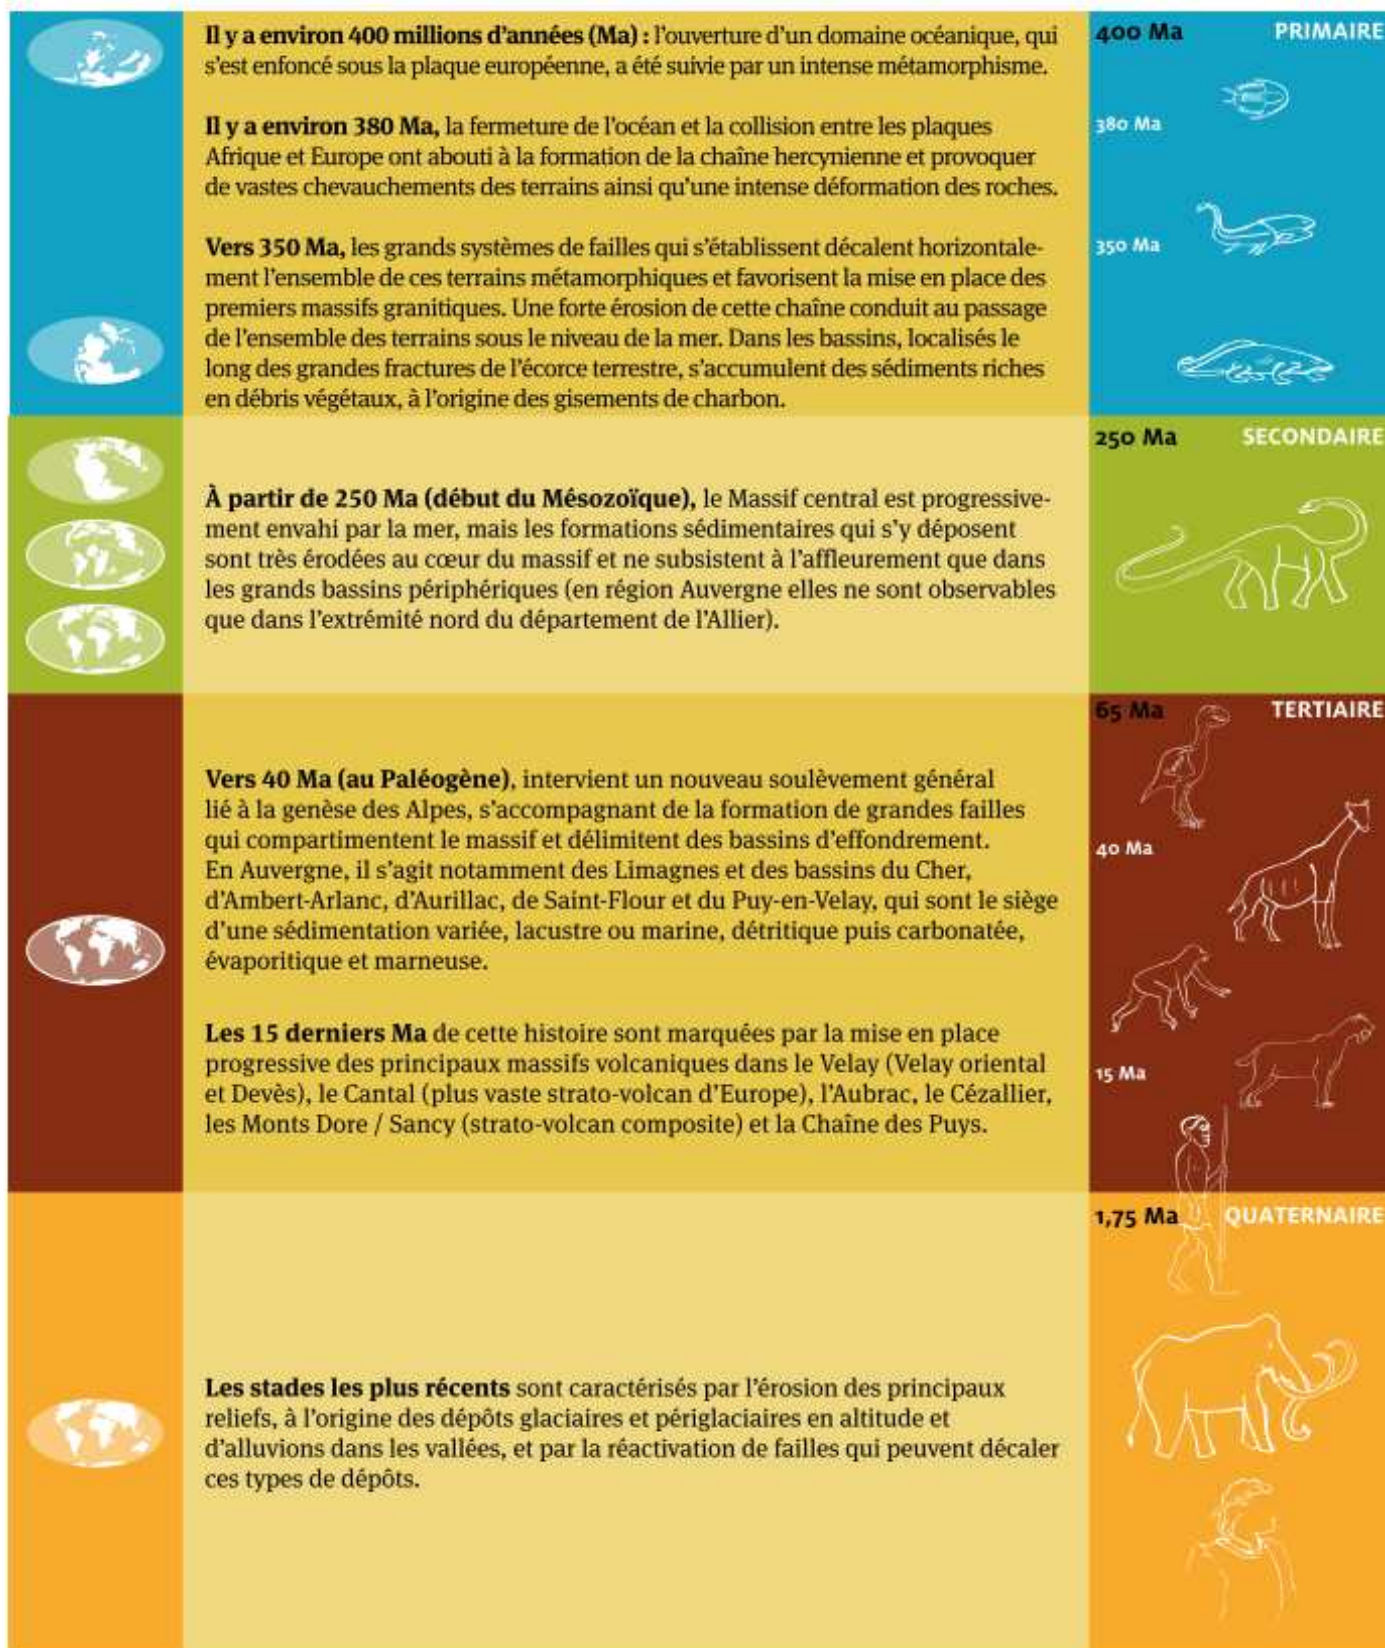 Il y a environ 400 millions d'années (Ma) : l'ouverture d'un domaine océanique, qui
s'est enfoncé sous la plaque européenne, a été suivie par un intense métamorphisme.
400 Ma PRIMAIRE
Il y a environ 380 Ma, la fermeture de l'océan et la collision entre les plaques
Afrique et Europe ont abouti à la formation de la chaîne hercynienne et provoquer
de vastes chevauchements des terrains ainsi qu'une intense déformation des roches.
380 Ma
Vers 350 Ma, les grands systèmes de failles qui s'établissent décalent horizontale-
ment l'ensemble de ces terrains métamorphiques et favorisent la mise en place des
premiers massifs granitiques. Une forte érosion de cette chaîne conduit au passage
de l'ensemble des terrains sous le niveau de la mer. Dans les bassins, localisés le
long des grandes fractures de l'écorce terrestre, s'accumulent des sédiments riches
en débris végétaux, à l'origine des gisements de charbon.
350 Ma
250 Ma SECONDAIRE
À partir de 250 Ma (début du Mésozoïque), le Massif central est progressive-
ment envahi par la mer, mais les formations sédimentaires qui s'y déposent
sont très érodées au cœur du massif et ne subsistent à l'affleurement que dans
les grands bassins périphériques (en région Auvergne elles ne sont observables
que dans l'extrémité nord du département de l'Allier).
65 Ma TERTIAIRE
Vers 40 Ma (au Paléogène), intervient un nouveau soulèvement général
lié à la genèse des Alpes, s'accompagnant de la formation de grandes failles
qui compartimentent le massif et délimitent des bassins d'effondrement.
En Auvergne, il s'agit notamment des Limagnes et des bassins du Cher,
d'Ambert-Arlanc, d'Aurillac, de Saint-Flour et du Puy-en-Velay, qui sont le siège
d'une sédimentation variée, lacustre ou marine, détritique puis carbonatée,
évaporitique et marneuse.
40 Ma
Les 15 derniers Ma de cette histoire sont marquées par la mise en place
progressive des principaux massifs volcaniques dans le Velay (Velay oriental
et Devès), le Cantal (plus vaste strato-volcan d'Europe), l'Aubrac, le Cézallier,
les Monts Dore / Sancy (strato-volcan composite) et la Chaîne des Puys.
15 Ma
1,75 Ma QUATERNAIRE
Les stades les plus récents sont caractérisés par l'érosion des principaux
reliefs, à l'origine des dépôts glaciaires et périglaciaires en altitude et
d'alluvions dans les vallées, et par la réactivation de failles qui peuvent décaler
ces types de dépôts.